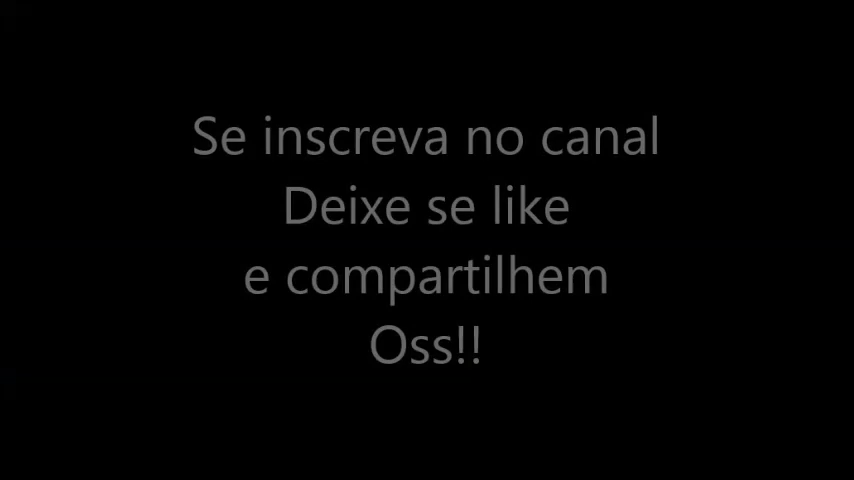 Se inscreva no canal
Deixe se like
e compartilhem
Oss!!